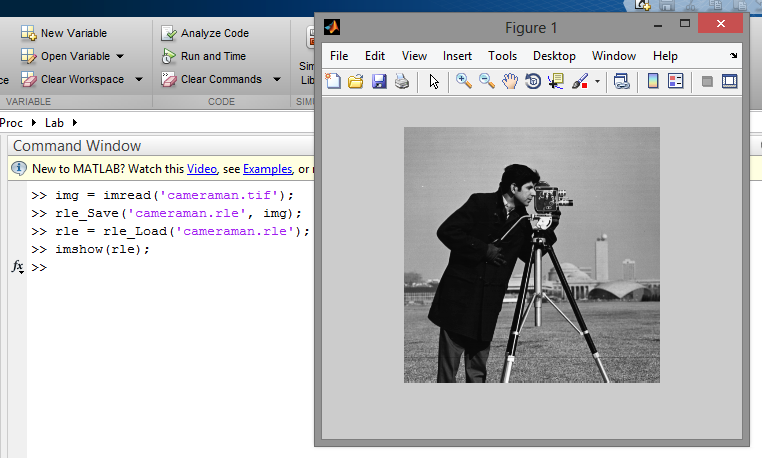 New Variable
Open Variable
Clear Workspace
VARIABLE
Analyze Code
Run and Time
Clear Commands
CODE
Figure 1
File Edit View Insert Tools Desktop Window Help
Proc Lab
Command Window
New to MATLAB? Watch this Video, see Examples, or
>> img = imread('cameraman.tif');
>> rle_Save('cameraman.rle', img);
>> rle = rle_Load('cameraman.rle');
>> imshow(rle);
fx >>